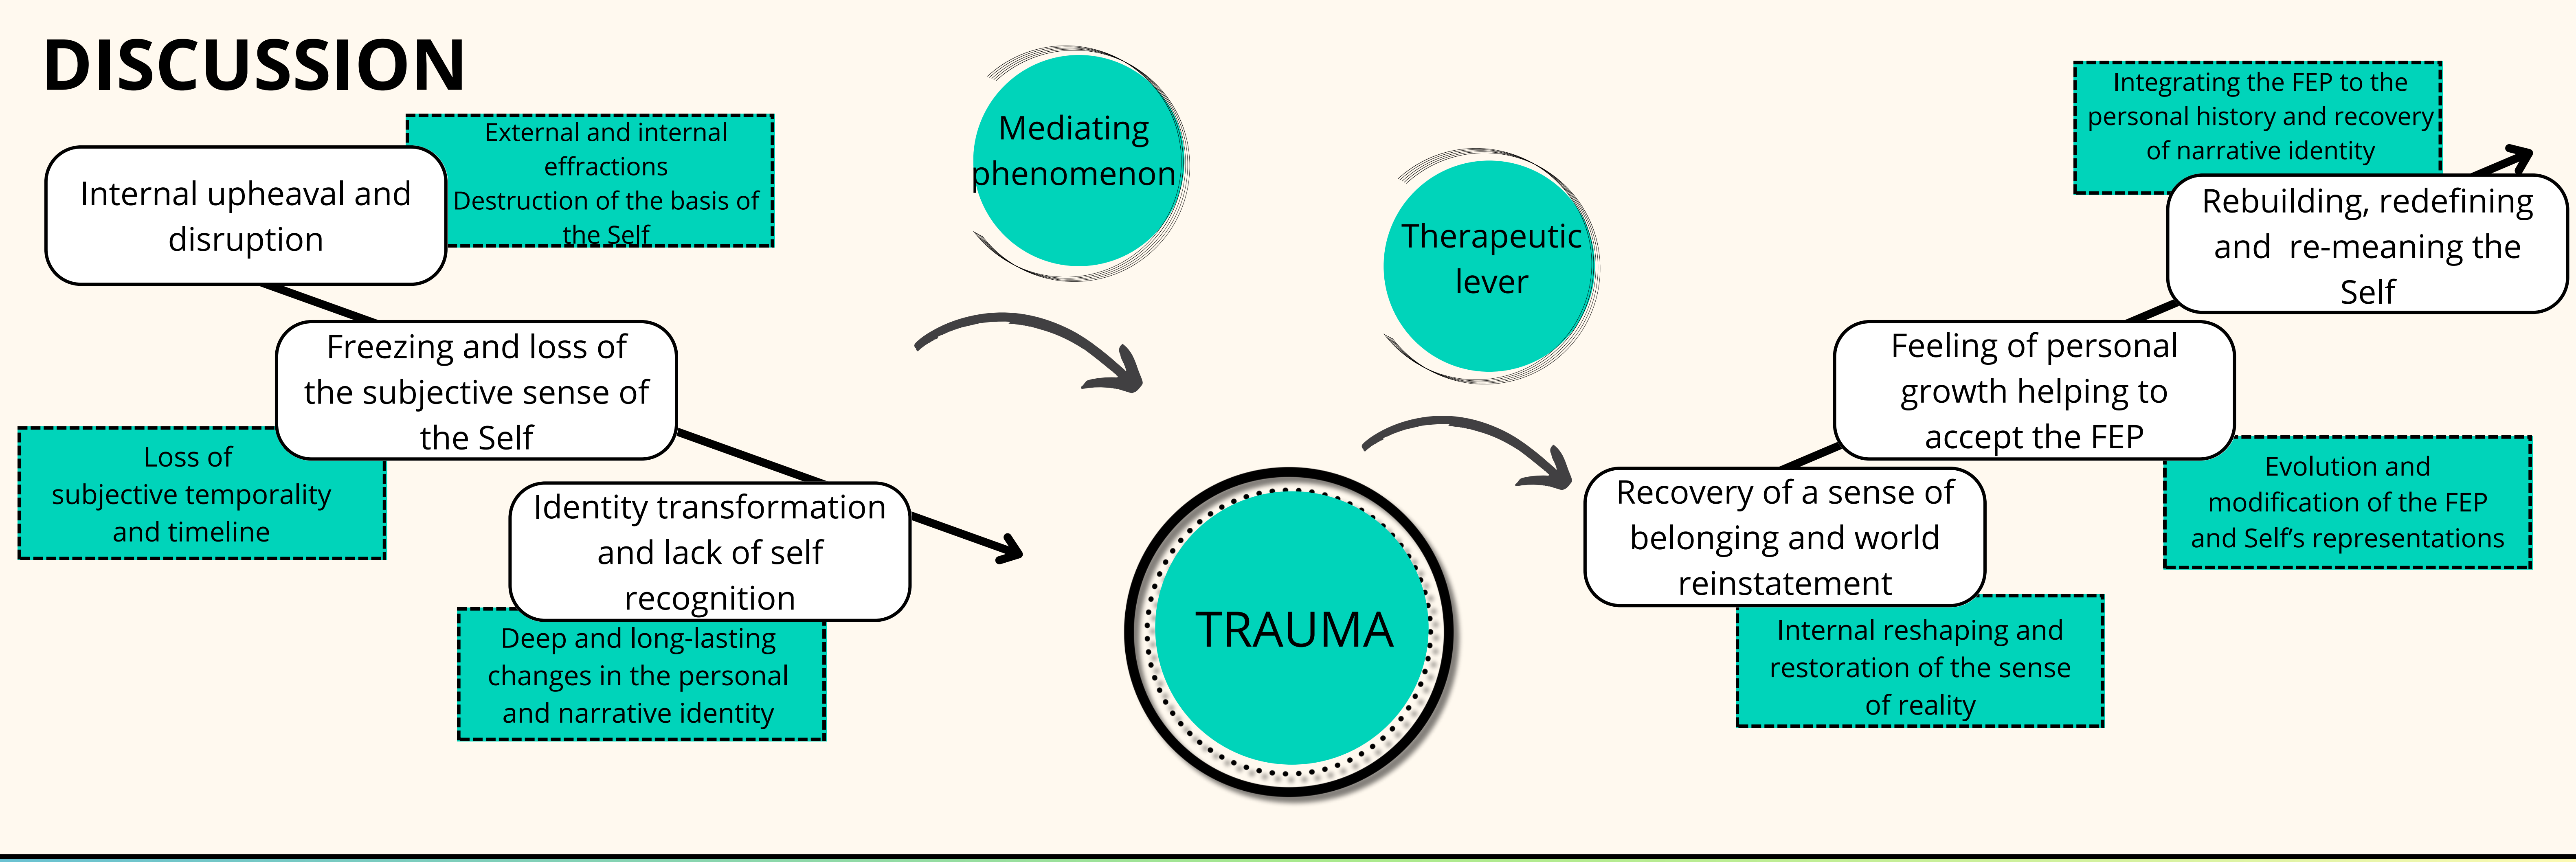 DISCUSSION
External and internal
effractions
Destruction of the basis of
the Self
Internal upheaval and
disruption
Freezing and loss of
the subjective sense of
the Self
Loss of
subjective temporality
and timeline
Identity transformation
and lack of self
recognition
Deep and long-lasting
changes in the personal
and narrative identity
Mediating
phenomenon
Therapeutic
lever
TRAUMA
Recovery of a sense of
belonging and world
reinstatement
Internal reshaping and
restoration of the sense
of reality
Feeling of personal
growth helping to
accept the FEP
Evolution and
modification of the FEP
and Self’s representations
Integrating the FEP to the
personal history and recovery
of narrative identity
Rebuilding, redefining
and  re-meaning the
Self